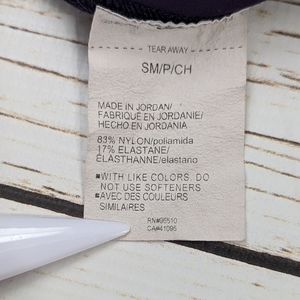 TEAR AWAY
SM/P/CH
MADE IN JORDAN/
FABRIQUÉ EN JORDANIE/
HECHO EN JORDANIA
83% NYLON/poliamida
17% ELASTANE/
ELASTHANNE/elastano
▪WITH LIKE COLORS. DO
NOT USE SOFTENERS
▪AVEC DES COULEURS
SIMILAIRES
RN#95510
CA#41095